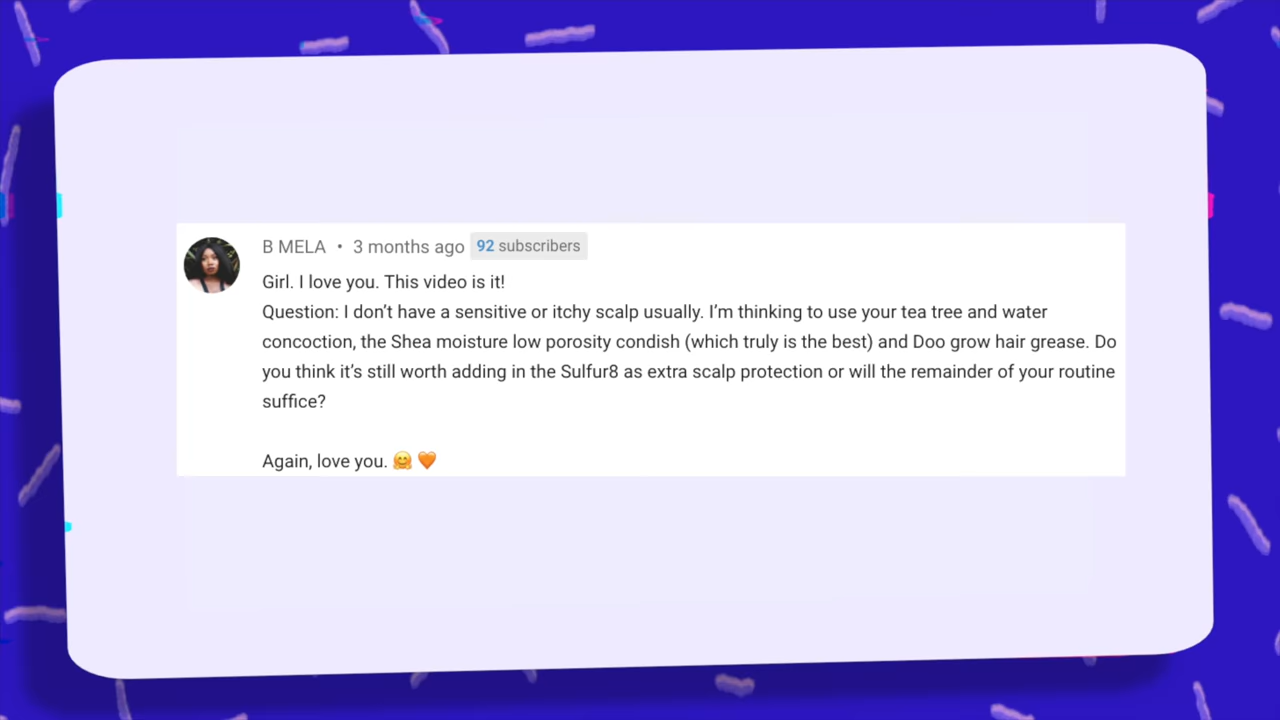 B MELA • 3 months ago 92 subscribers
Girl. I love you. This video is it!
Question: I don’t have a sensitive or itchy scalp usually. I’m thinking to use your tea tree and water
concoction, the Shea moisture low porosity condish (which truly is the best) and Doo grow hair grease. Do
you think it’s still worth adding in the Sulfur8 as extra scalp protection or will the remainder of your routine
suffice?
Again, love you. 🤗 🧡